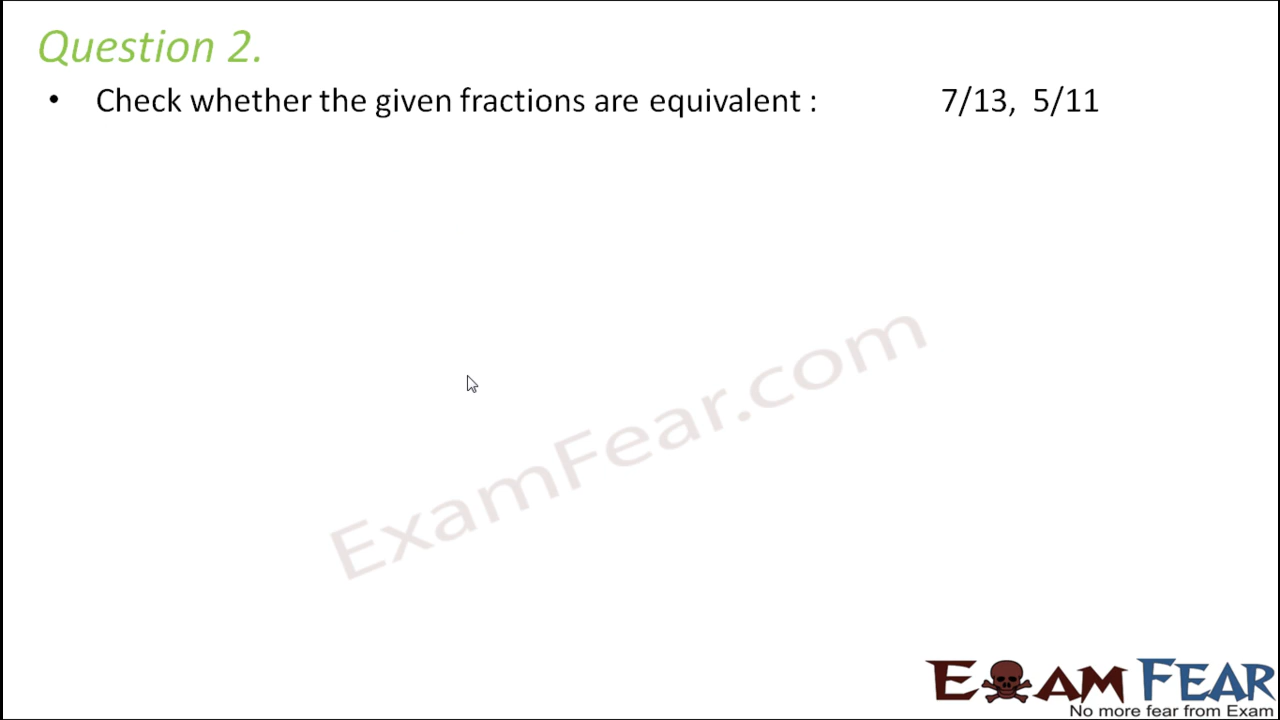 Question 2.
• Check whether the given fractions are equivalent : 7/13, 5/11
ExamFear.com
EXAM FEAR
No more fear from Exam